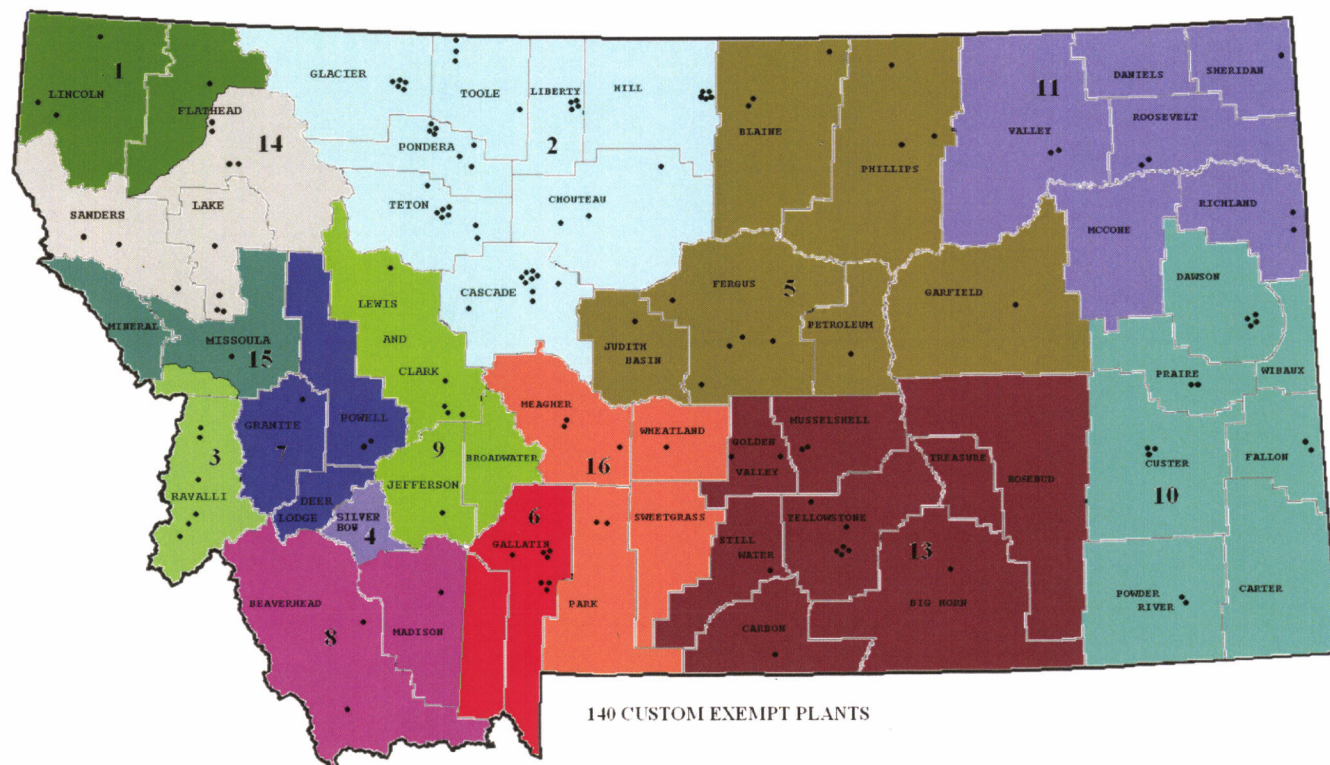 1
LINCOLN
FLATHEAD
14
SANDERS
LAKE
GLACIER
TOOLE
LIBERTY
HILL
2
PONDERA
TETON
CHOUTEAU
CASCADE
BLAINE
PHILLIPS
11
DANIELS
SHERIDAN
VALLEY
ROOSEVELT
MCCONE
RICHLAND
MINERAL
MISSOULA
15
LEWIS
AND
CLARK
FERGUS
5
JUDITH
BASIN
PETROLEUM
GARFIELD
DAWSON
PRAIRE
WIBAUX
GRANITE
7
POWELL
DEER
LODGE
3
RAVALLI
SILVER
BOW
4
9
JEFFERSON
BROADWATER
MEAGHER
WHEATLAND
16
SWEETGRASS
PARK
6
GALLATIN
GOLDEN
VALLEY
MUSSELSHELL
TREASURE
ROSEBUD
YELLOWSTONE
STILL
WATER
13
BIG HORN
CARBON
CUSTER
10
FALLON
POWDER
RIVER
CARTER
BEAVERHEAD
8
MADISON
140 CUSTOM EXEMPT PLANTS